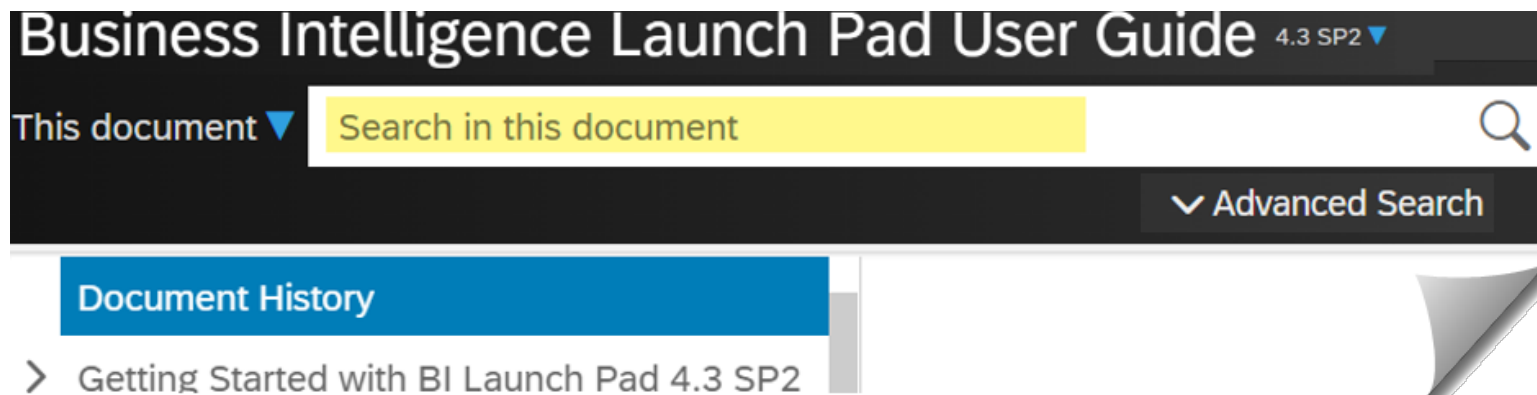 Business Intelligence Launch Pad User Guide 4.3 SP2
This document Search in this document
Advanced Search
Document History
Getting Started with BI Launch Pad 4.3 SP2